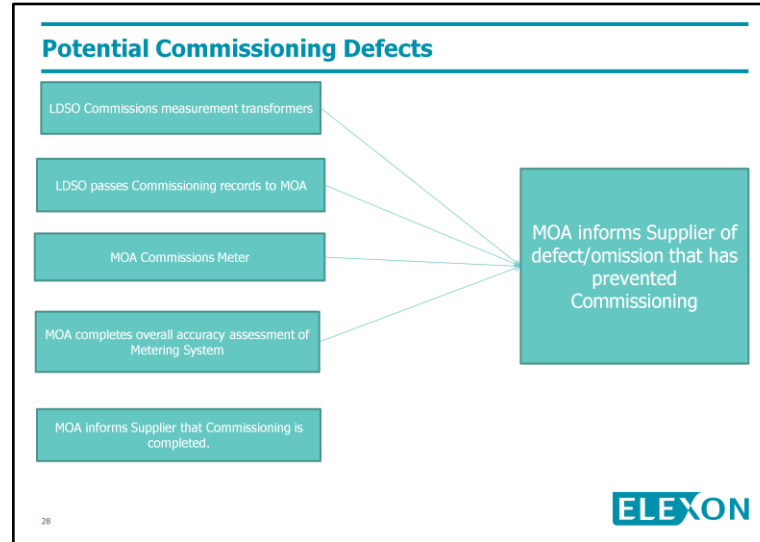 Potential Commissioning Defects
LDSO Commissions measurement transformers
LDSO passes Commissioning records to MOA
MOA Commissions Meter
MOA completes overall accuracy assessment of
Metering System
MOA informs Supplier that Commissioning is
completed.
MOA informs Supplier of
defect/omission that has
prevented
Commissioning
28
ELEXON